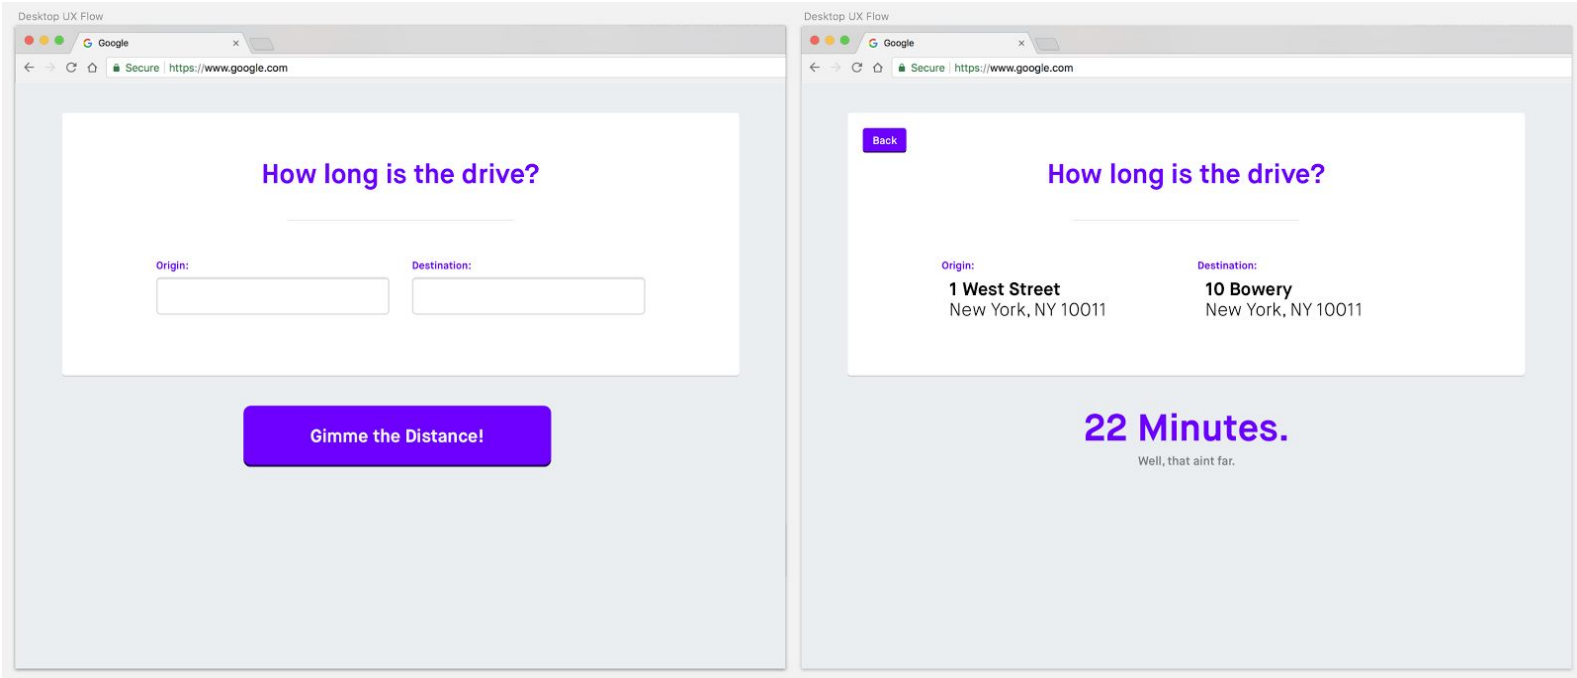 Desktop UX Flow
Google
Secure https://www.google.com
How long is the drive?
Origin:
Destination:
Gimme the Distance!
Desktop UX Flow
Google
Secure https://www.google.com
Back
How long is the drive?
Origin:
1 West Street
New York, NY 10011
Destination:
10 Bowery
New York, NY 10011
22 Minutes.
Well, that aint far.